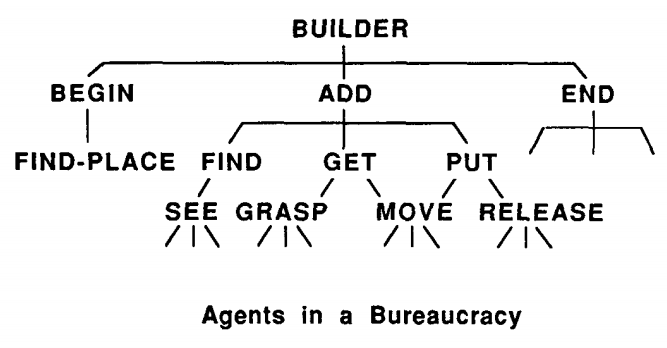 BUILDER
BEGIN ADD END
FIND-PLACE FIND GET PUT
SEE GRASP MOVE RELEASE
Agents in a Bureaucracy